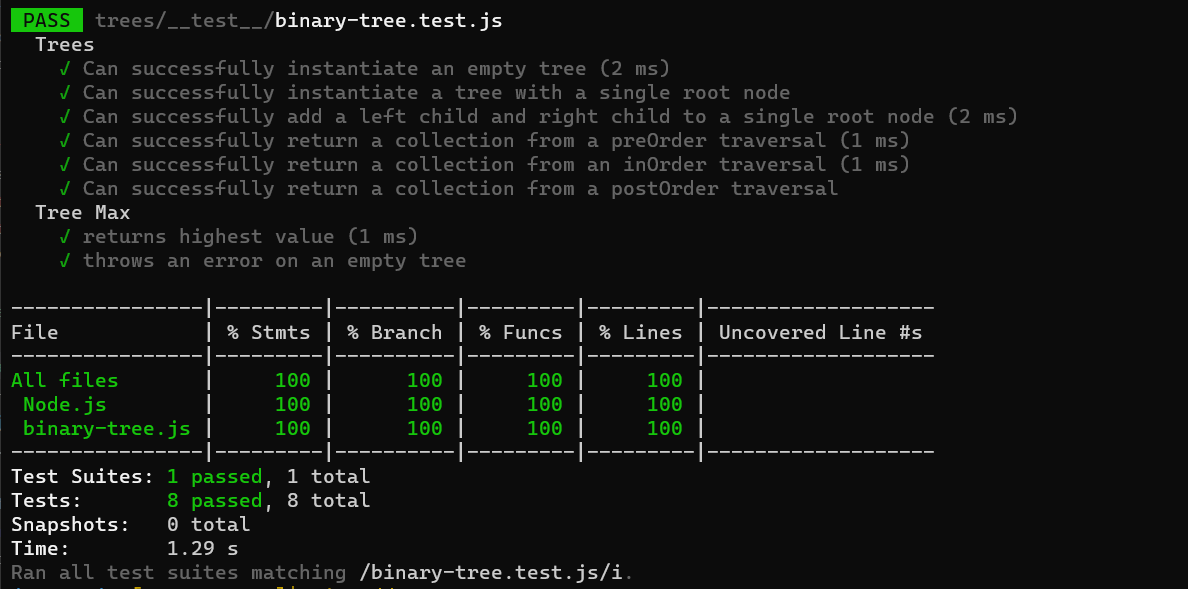 PASS trees/__test__/binary-tree.test.js
Trees
√ Can successfully instantiate an empty tree (2 ms)
√ Can successfully instantiate a tree with a single root node
√ Can successfully add a left child and right child to a single root node (2 ms)
√ Can successfully return a collection from a preOrder traversal (1 ms)
√ Can successfully return a collection from an inOrder traversal (1 ms)
√ Can successfully return a collection from a postOrder traversal
Tree Max
√ returns highest value (1 ms)
√ throws an error on an empty tree
----------------|---------|----------|---------|---------|-------------------
File | % Stmts | % Branch | % Funcs | % Lines | Uncovered Line #s
----------------|---------|----------|---------|---------|-------------------
All files | 100 | 100 | 100 | 100 |
Node.js | 100 | 100 | 100 | 100 |
binary-tree.js | 100 | 100 | 100 | 100 |
----------------|---------|----------|---------|---------|-------------------
Test Suites: 1 passed, 1 total
Tests: 8 passed, 8 total
Snapshots: 0 total
Time: 1.29 s
Ran all test suites matching /binary-tree.test.js/i.